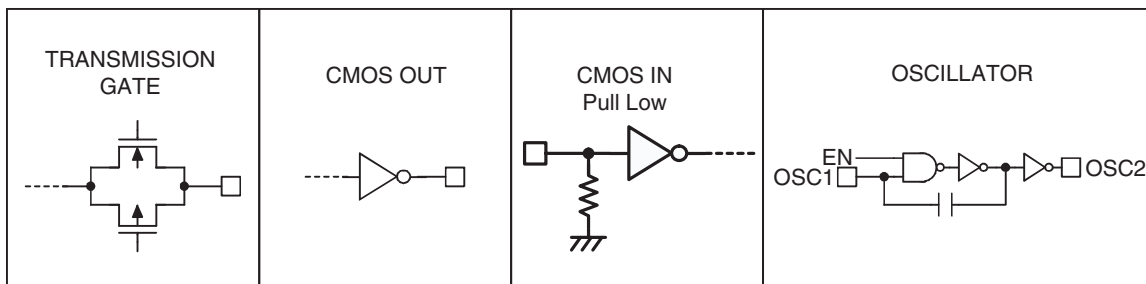 TRANSMISSION
GATE
CMOS OUT
CMOS IN
Pull Low
OSCILLATOR
EN
OSC1
OSC2